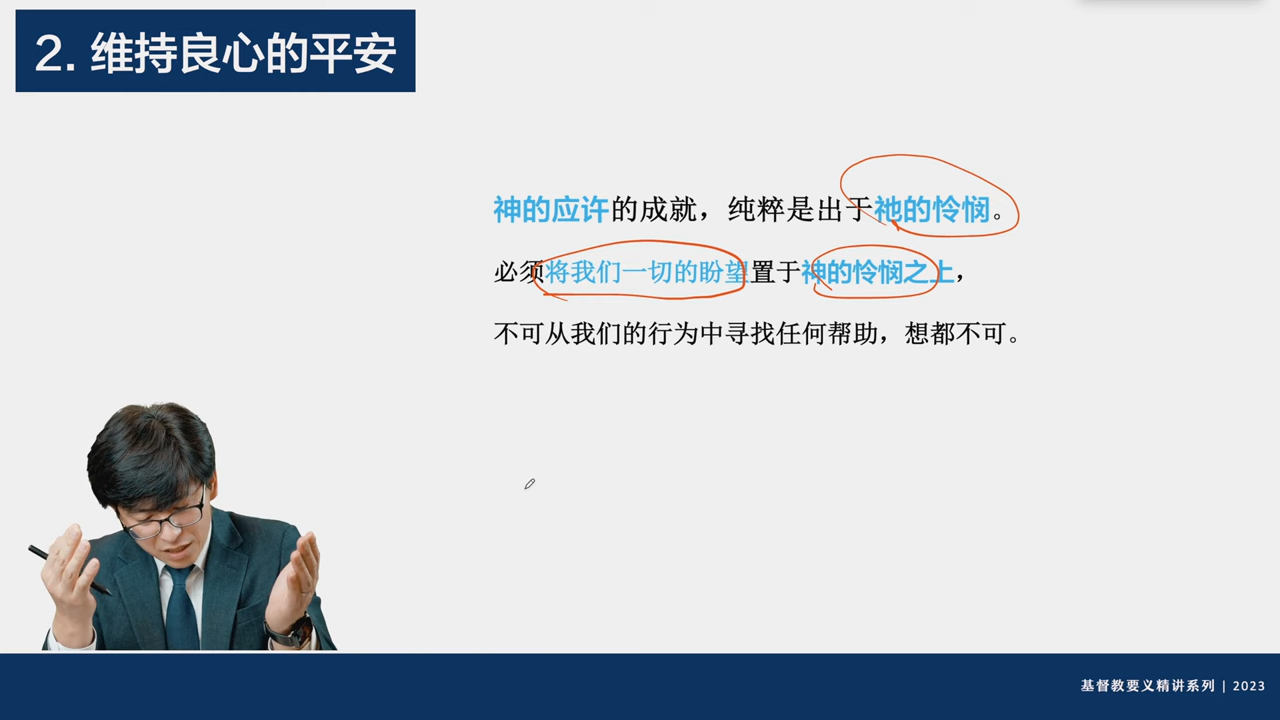 2. 维持良心的平安
神的应许的成就，纯粹是出于祂的怜悯。
必须将我们一切的盼望置于神的怜悯之上，
不可从我们的行为中寻找任何帮助，想都不可。
基督教要义精讲系列 | 2023